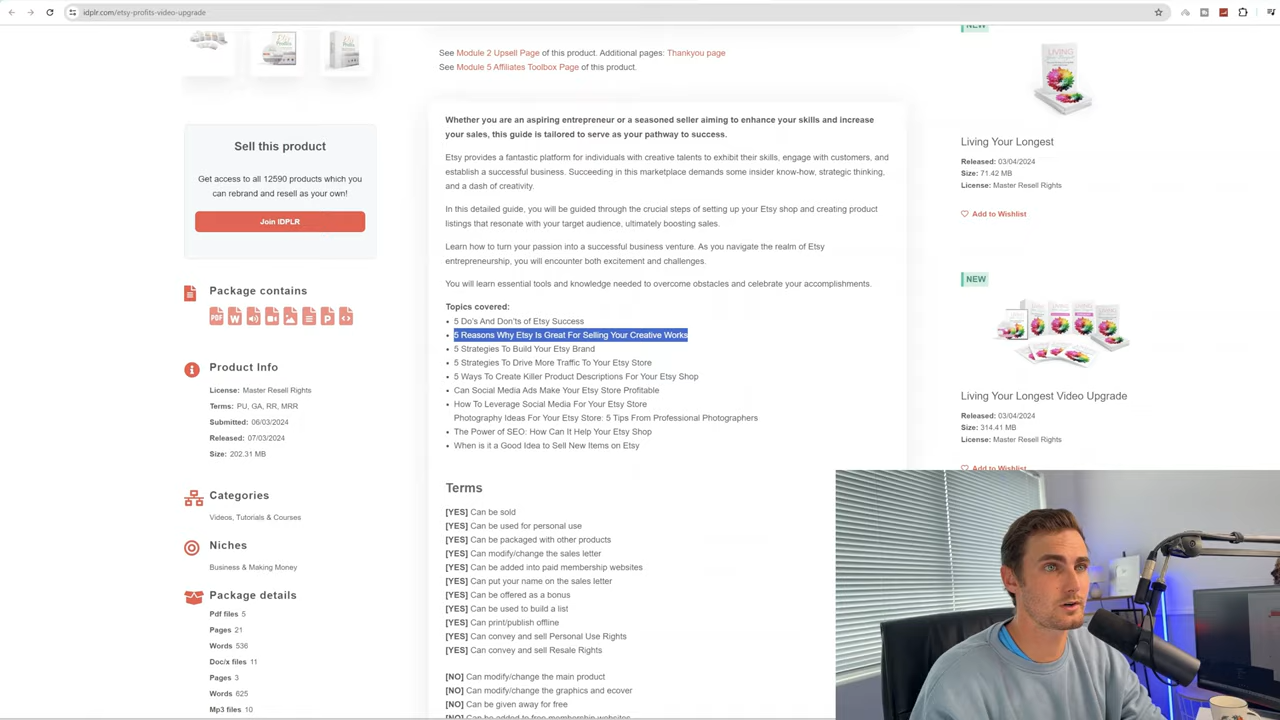 idplr.com/etsy-profits-video-upgrade
See Module 2 Upsell Page of this product. Additional pages: Thankyou page
See Module 5 Affiliates Toolbox Page of this product.
Whether you are an aspiring entrepreneur or a seasoned seller aiming to enhance your skills and increase
your sales, this guide is tailored to serve as your pathway to success.
Etsy provides a fantastic platform for individuals with creative talents to exhibit their skills, engage with customers, and
establish a successful business. Succeeding in this marketplace demands some insider know-how, strategic thinking,
and a dash of creativity.
In this detailed guide, you will be guided through the crucial steps of setting up your Etsy shop and creating product
listings that resonate with your target audience, ultimately boosting sales.
Learn how to turn your passion into a successful business venture. As you navigate the realm of Etsy
entrepreneurship, you will encounter both excitement and challenges.
You will learn essential tools and knowledge needed to overcome obstacles and celebrate your accomplishments.
Topics covered:
• 5 Do's And Don'ts of Etsy Success
• 5 Reasons Why Etsy Is Great For Selling Your Creative Works
• 5 Strategies To Build Your Etsy Brand
• 5 Strategies To Drive More Traffic To Your Etsy Store
• 5 Ways To Create Killer Product Descriptions For Your Etsy Shop
• Can Social Media Ads Make Your Etsy Store Profitable
• How To Leverage Social Media For Your Etsy Store
Photography Ideas For Your Etsy Store: 5 Tips From Professional Photographers
• The Power of SEO: How Can It Help Your Etsy Shop
• When is it a Good Idea to Sell New Items on Etsy
Terms
[YES] Can be sold
[YES] Can be used for personal use
[YES] Can be packaged with other products
[YES] Can modify/change the sales letter
[YES] Can be added into paid membership websites
[YES] Can put your name on the sales letter
[YES] Can be offered as a bonus
[YES] Can be used to build a list
[YES] Can print/publish offline
[YES] Can convey and sell Personal Use Rights
[YES] Can convey and sell Resale Rights
[NO] Can modify/change the main product
[NO] Can modify/change the graphics and ecover
[NO] Can be given away for free
[NO] Can be added to free membership websites
Sell this product
Get access to all 12590 products which you
can rebrand and resell as your own!
Join IDPLR
Package contains
Product Info
License: Master Resell Rights
Terms: PU, GA, RR, MRR
Submitted: 06/03/2024
Released: 07/03/2024
Size: 202.31 MB
Categories
Videos, Tutorials & Courses
Niches
Business & Making Money
Package details
Pdf files 5
Pages 21
Words 536
Doc/x files 11
Pages 3
Words 625
Mp3 files 10
NEW
Living Your Longest
Released: 03/04/2024
Size: 71.42 MB
License: Master Resell Rights
Add to Wishlist
NEW
Living Your Longest Video Upgrade
Released: 03/04/2024
Size: 314.41 MB
License: Master Resell Rights
Add to Wishlist